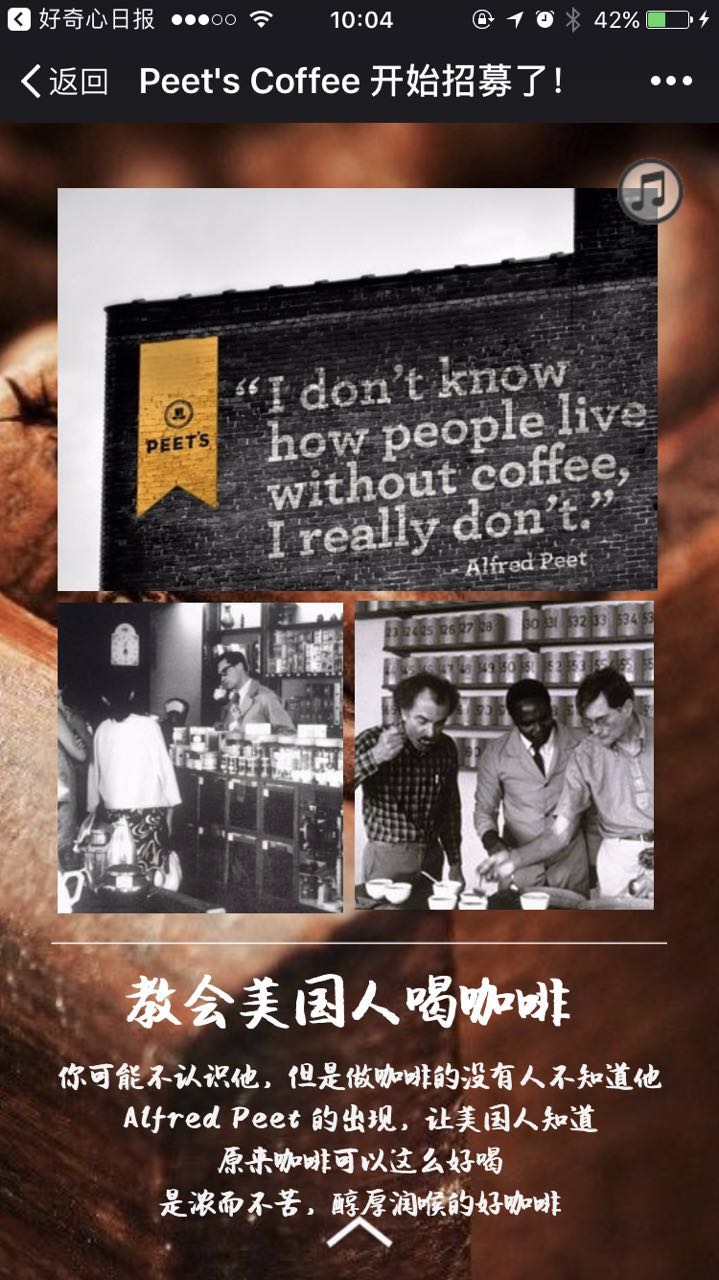 好奇心日报 10:04 42%
返回 Peet's Coffee 开始招募了!
PEET'S
“I don't know
how people live
without coffee,
I really don't.”
- Alfred Peet
教会美国人喝咖啡
你可能不认识他,但是做咖啡的没有人不知道他
Alfred Peet 的出现,让美国人知道
原来咖啡可以这么好喝
是浓而不苦,醇厚润喉的好咖啡